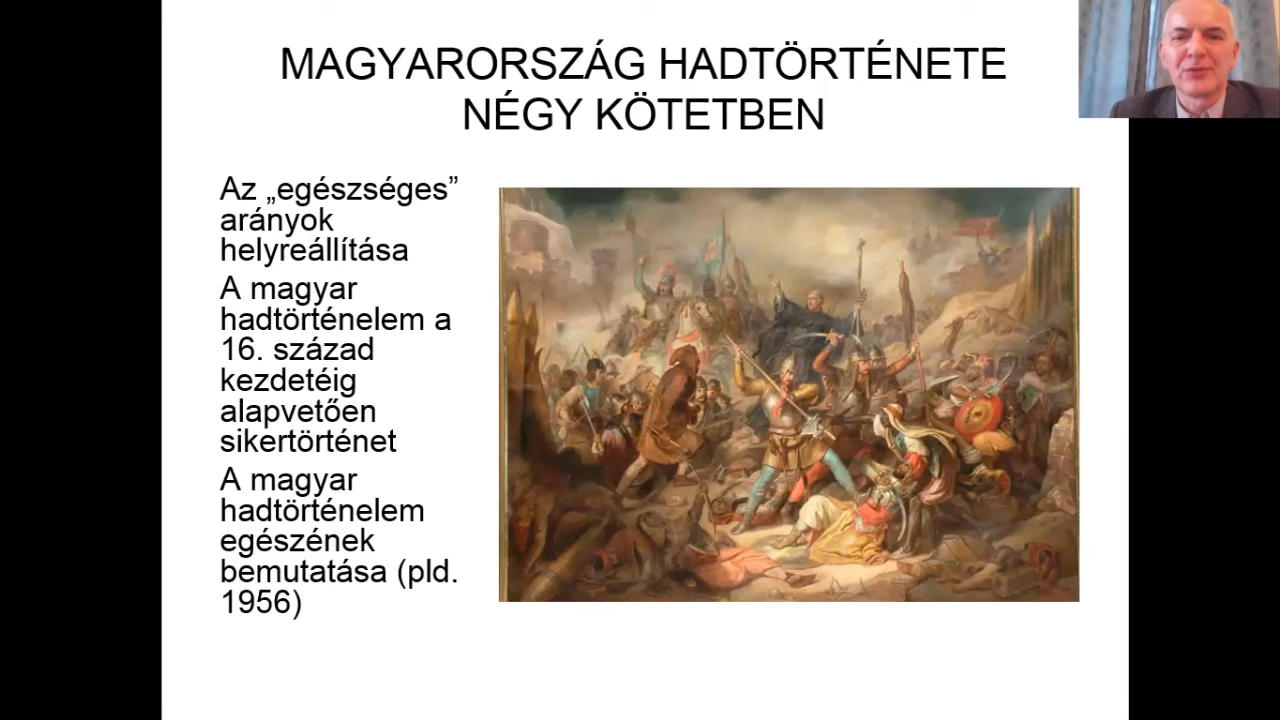 MAGYARORSZÁG HADTÖRTÉNETE
NÉGY KÖTETBEN
Az „egészséges”
arányok
helyreállítása
A magyar
hadtörténelem a
16. század
kezdetéig
alapvetően
sikertörténet
A magyar
hadtörténelem
egészének
bemutatása (pld.
1956)